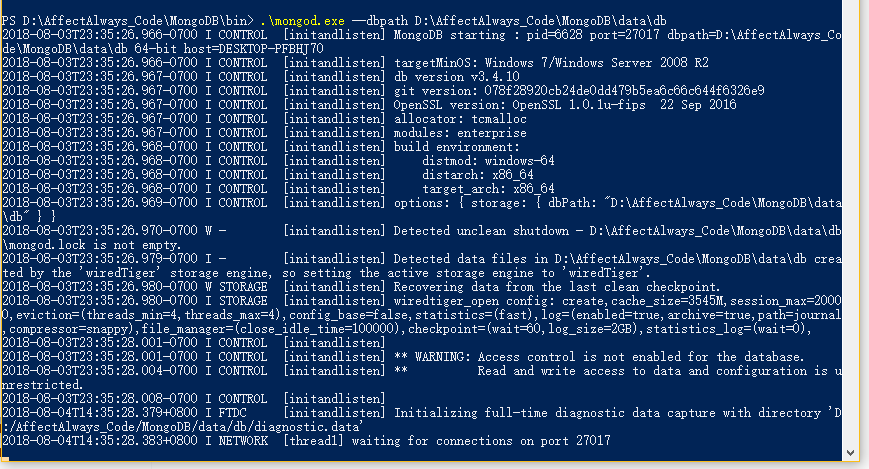 PS D:\AffectAlways_Code\MongoDB\bin> .\mongod.exe --dbpath D:\AffectAlways_Code\MongoDB\data\db
2018-08-03T23:35:26.966-0700 I CONTROL  [initandlisten] MongoDB starting : pid=6628 port=27017 dbpath=D:\AffectAlways_Co
de\MongoDB\data\db 64-bit host=DESKTOP-PFBHJ70
2018-08-03T23:35:26.966-0700 I CONTROL  [initandlisten] targetMinOS: Windows 7/Windows Server 2008 R2
2018-08-03T23:35:26.967-0700 I CONTROL  [initandlisten] db version v3.4.10
2018-08-03T23:35:26.967-0700 I CONTROL  [initandlisten] git version: 078f28920cb24de0dd479b5ea6c66c644f6326e9
2018-08-03T23:35:26.967-0700 I CONTROL  [initandlisten] OpenSSL version: OpenSSL 1.0.1u-fips  22 Sep 2016
2018-08-03T23:35:26.967-0700 I CONTROL  [initandlisten] allocator: tcmalloc
2018-08-03T23:35:26.967-0700 I CONTROL  [initandlisten] modules: enterprise
2018-08-03T23:35:26.968-0700 I CONTROL  [initandlisten] build environment:
2018-08-03T23:35:26.968-0700 I CONTROL  [initandlisten]     distmod: windows-64
2018-08-03T23:35:26.968-0700 I CONTROL  [initandlisten]     distarch: x86_64
2018-08-03T23:35:26.968-0700 I CONTROL  [initandlisten]     target_arch: x86_64
2018-08-03T23:35:26.969-0700 I CONTROL  [initandlisten] options: { storage: { dbPath: "D:\AffectAlways_Code\MongoDB\data
\db" } }
2018-08-03T23:35:26.970-0700 W -        [initandlisten] Detected unclean shutdown - D:\AffectAlways_Code\MongoDB\data\db
\mongod.lock is not empty.
2018-08-03T23:35:26.979-0700 I -        [initandlisten] Detected data files in D:\AffectAlways_Code\MongoDB\data\db crea
ted by the 'wiredTiger' storage engine, so setting the active storage engine to 'wiredTiger'.
2018-08-03T23:35:26.980-0700 W STORAGE  [initandlisten] Recovering data from the last clean checkpoint.
2018-08-03T23:35:26.980-0700 I STORAGE  [initandlisten] wiredtiger_open config: create,cache_size=3545M,session_max=2000
0,eviction=(threads_min=4,threads_max=4),config_base=false,statistics=(fast),log=(enabled=true,archive=true,path=journal
,compressor=snappy),file_manager=(close_idle_time=100000),checkpoint=(wait=60,log_size=2GB),statistics_log=(wait=0),
2018-08-03T23:35:28.001-0700 I CONTROL  [initandlisten]
2018-08-03T23:35:28.001-0700 I CONTROL  [initandlisten] ** WARNING: Access control is not enabled for the database.
2018-08-03T23:35:28.004-0700 I CONTROL  [initandlisten] **          Read and write access to data and configuration is u
nrestricted.
2018-08-03T23:35:28.008-0700 I CONTROL  [initandlisten]
2018-08-04T14:35:28.379+0800 I FTDC     [initandlisten] Initializing full-time diagnostic data capture with directory 'D
:/AffectAlways_Code/MongoDB/data/db/diagnostic.data'
2018-08-04T14:35:28.383+0800 I NETWORK  [thread1] waiting for connections on port 27017